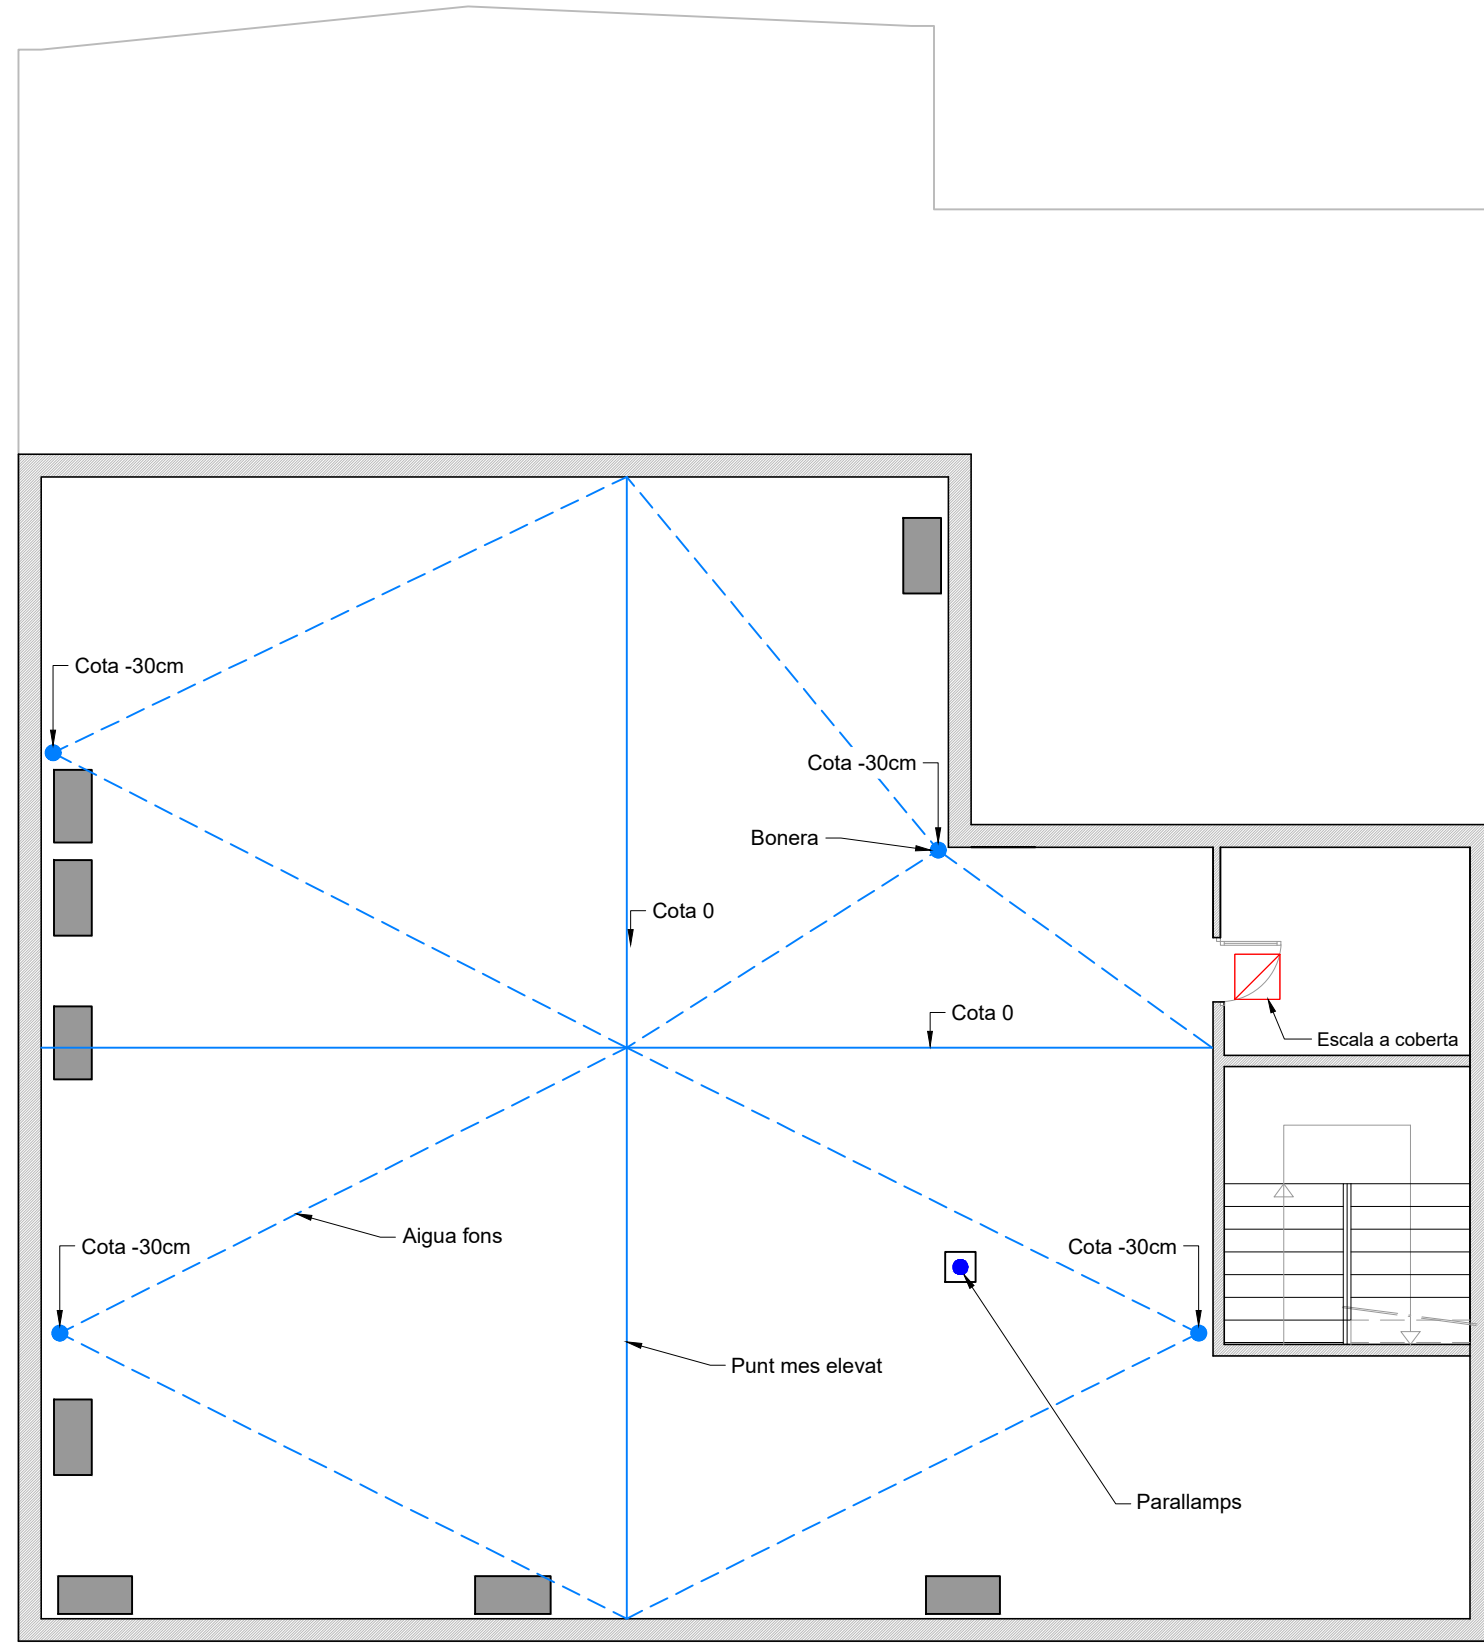 Cota -30cm
Cota -30cm
Bonera
Cota 0
Cota 0
Escala a coberta
Aigua fons
Cota -30cm
Cota -30cm
Punt mes elevat
Parallamps